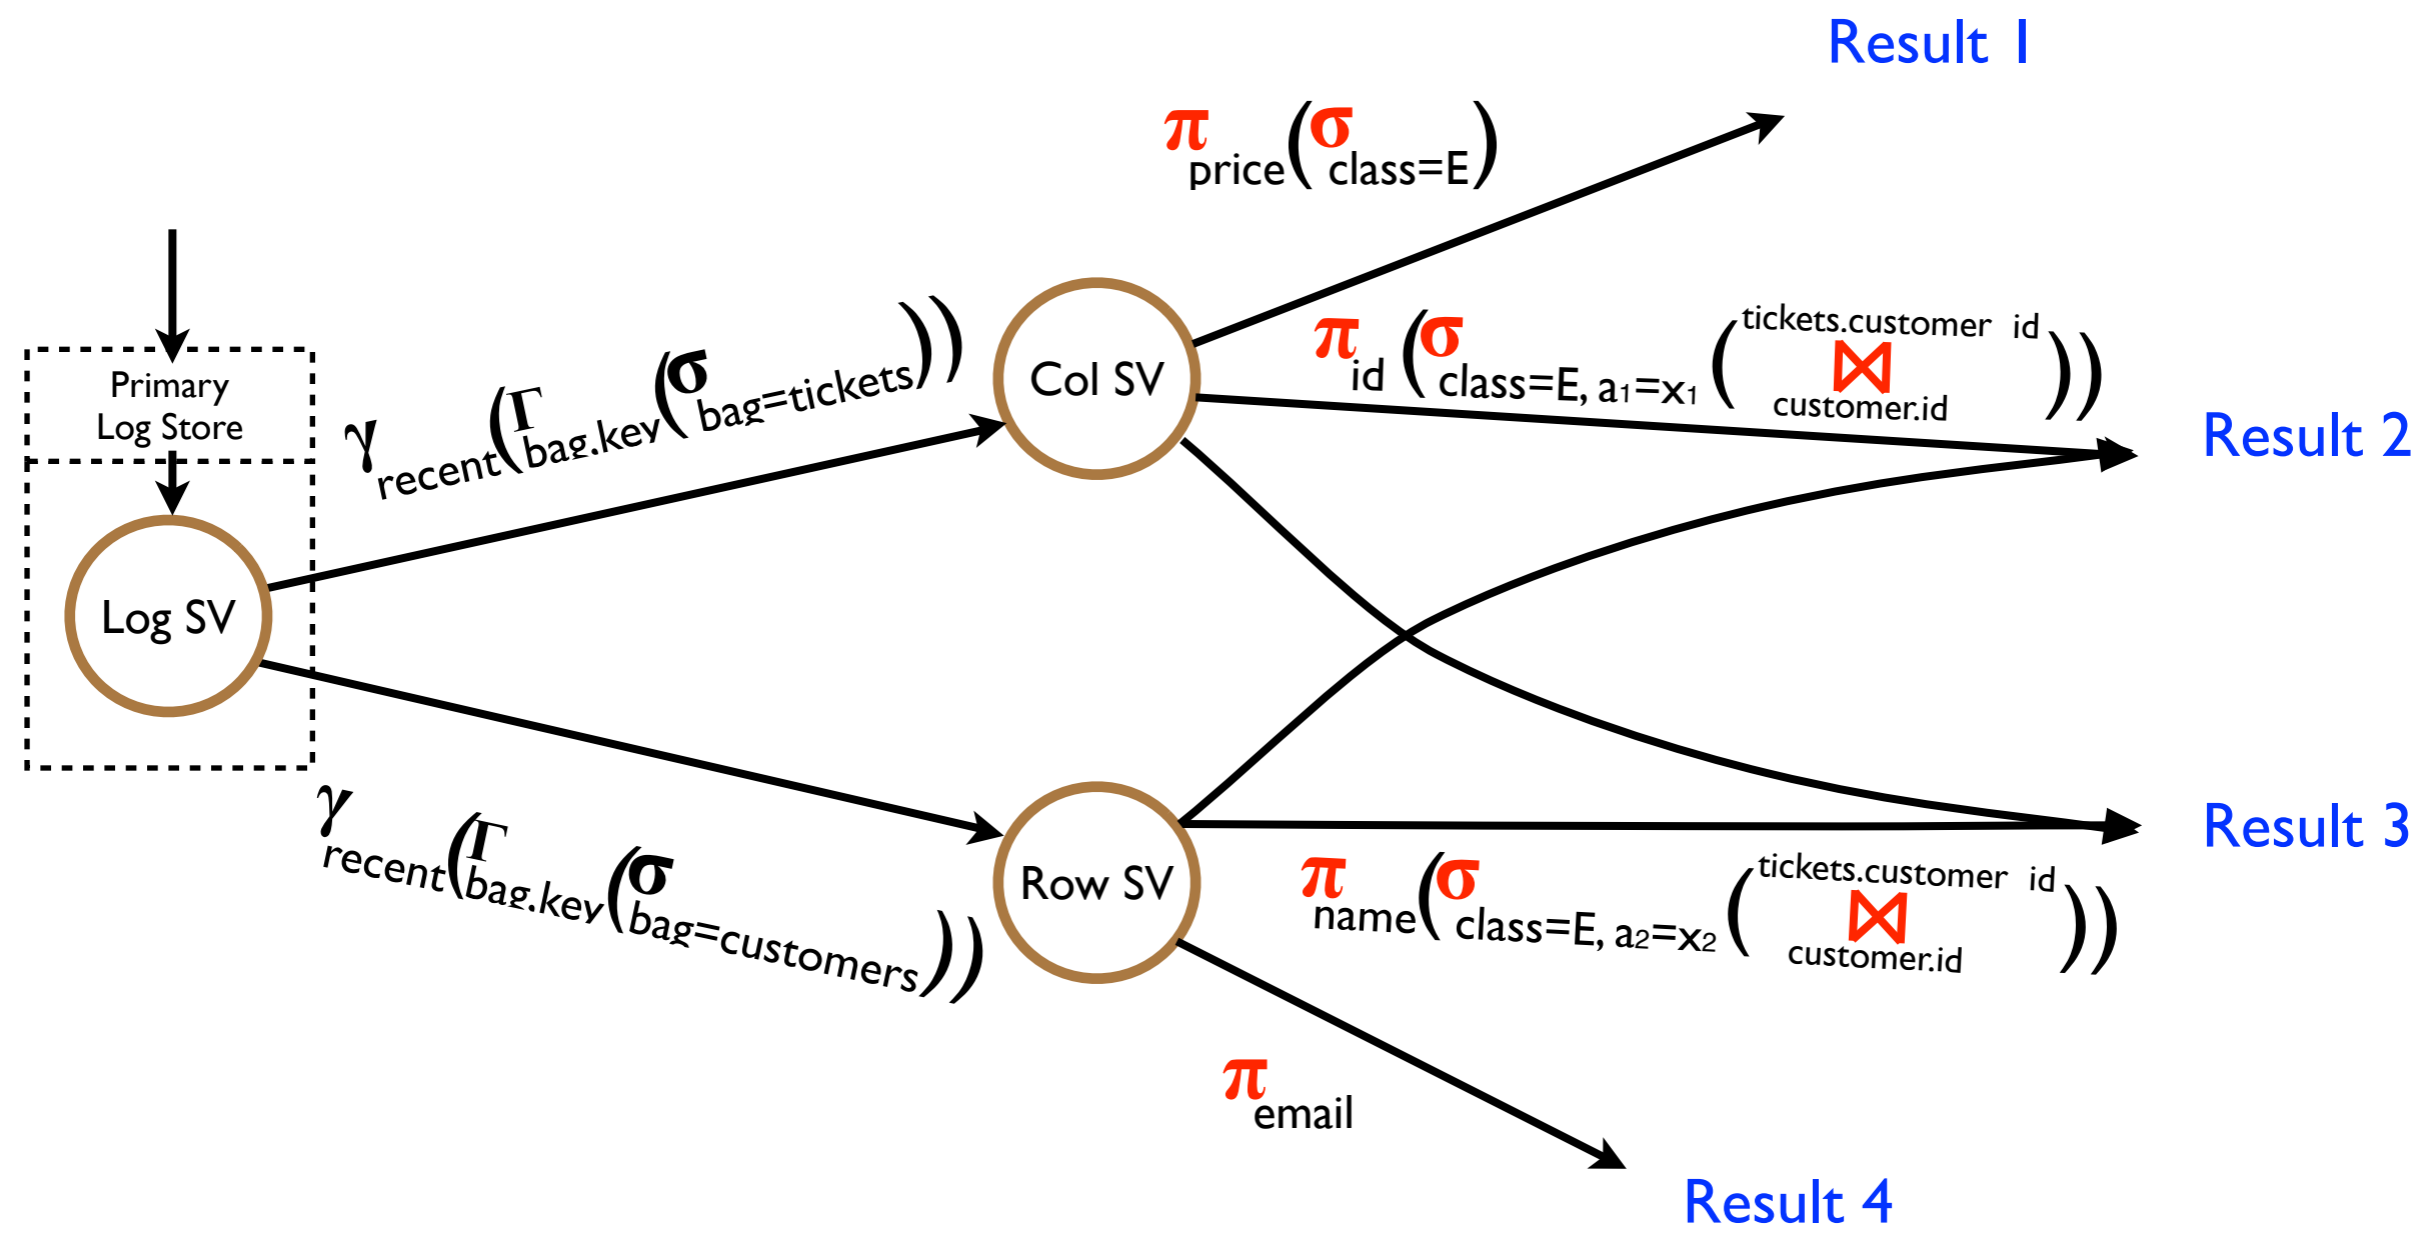 Result 1
π price ( σ class=E )
π id ( σ class=E, a1=x1 ( tickets.customer id ⋈ customer.id ) )
Result 2
γ recent ( Γ bag.key ( σ bag=tickets ) )
Col SV
Primary
Log Store
Log SV
γ recent ( Γ bag.key ( σ bag=customers ) )
Row SV
Result 3
π name ( σ class=E, a2=x2 ( tickets.customer id ⋈ customer.id ) )
π email
Result 4